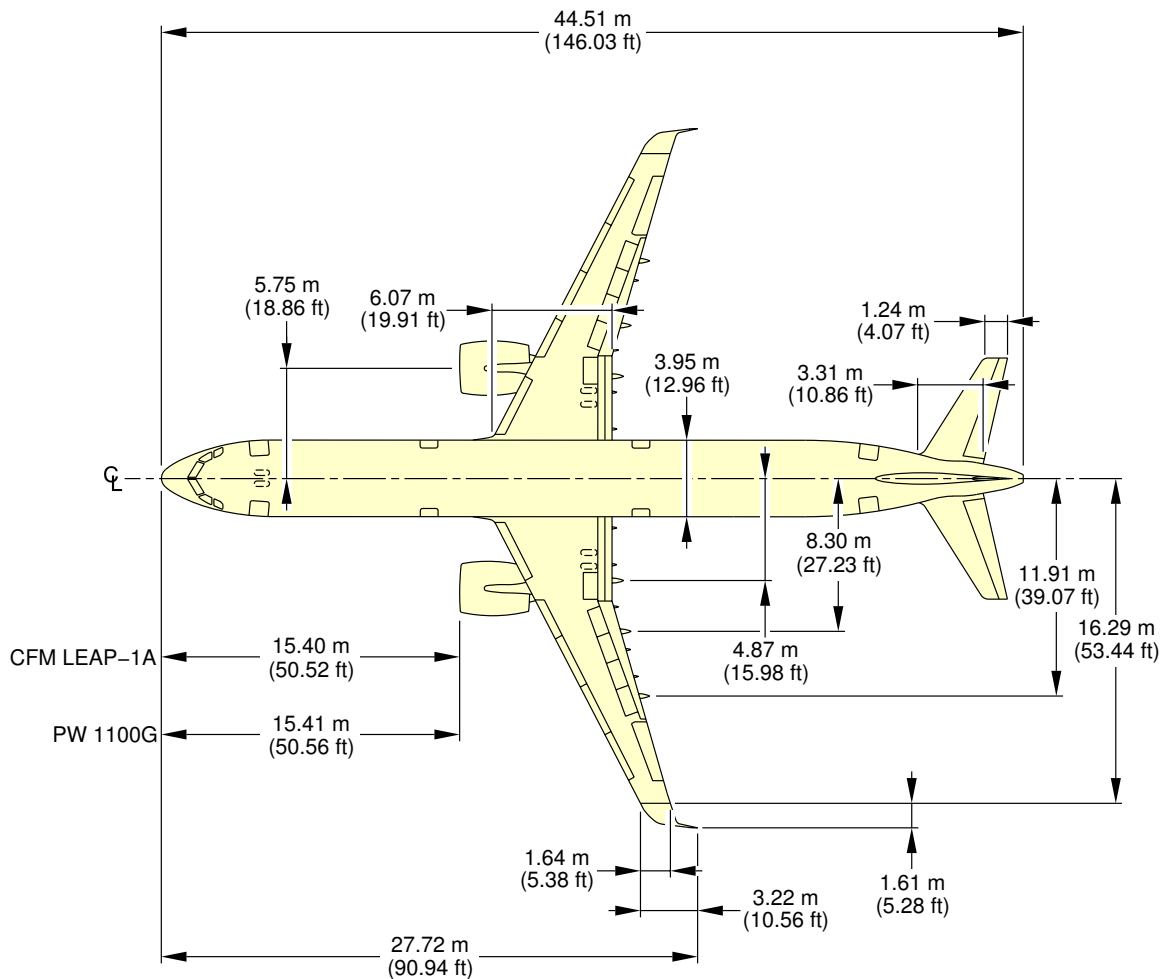 44.51 m
(146.03 ft)
5.75 m
(18.86 ft)
6.07 m
(19.91 ft)
1.24 m
(4.07 ft)
3.95 m
(12.96 ft)
3.31 m
(10.86 ft)
CL
8.30 m
(27.23 ft)
11.91 m
(39.07 ft)
16.29 m
(53.44 ft)
4.87 m
(15.98 ft)
CFM LEAP–1A
15.40 m
(50.52 ft)
PW 1100G
15.41 m
(50.56 ft)
1.64 m
(5.38 ft)
3.22 m
(10.56 ft)
1.61 m
(5.28 ft)
27.72 m
(90.94 ft)